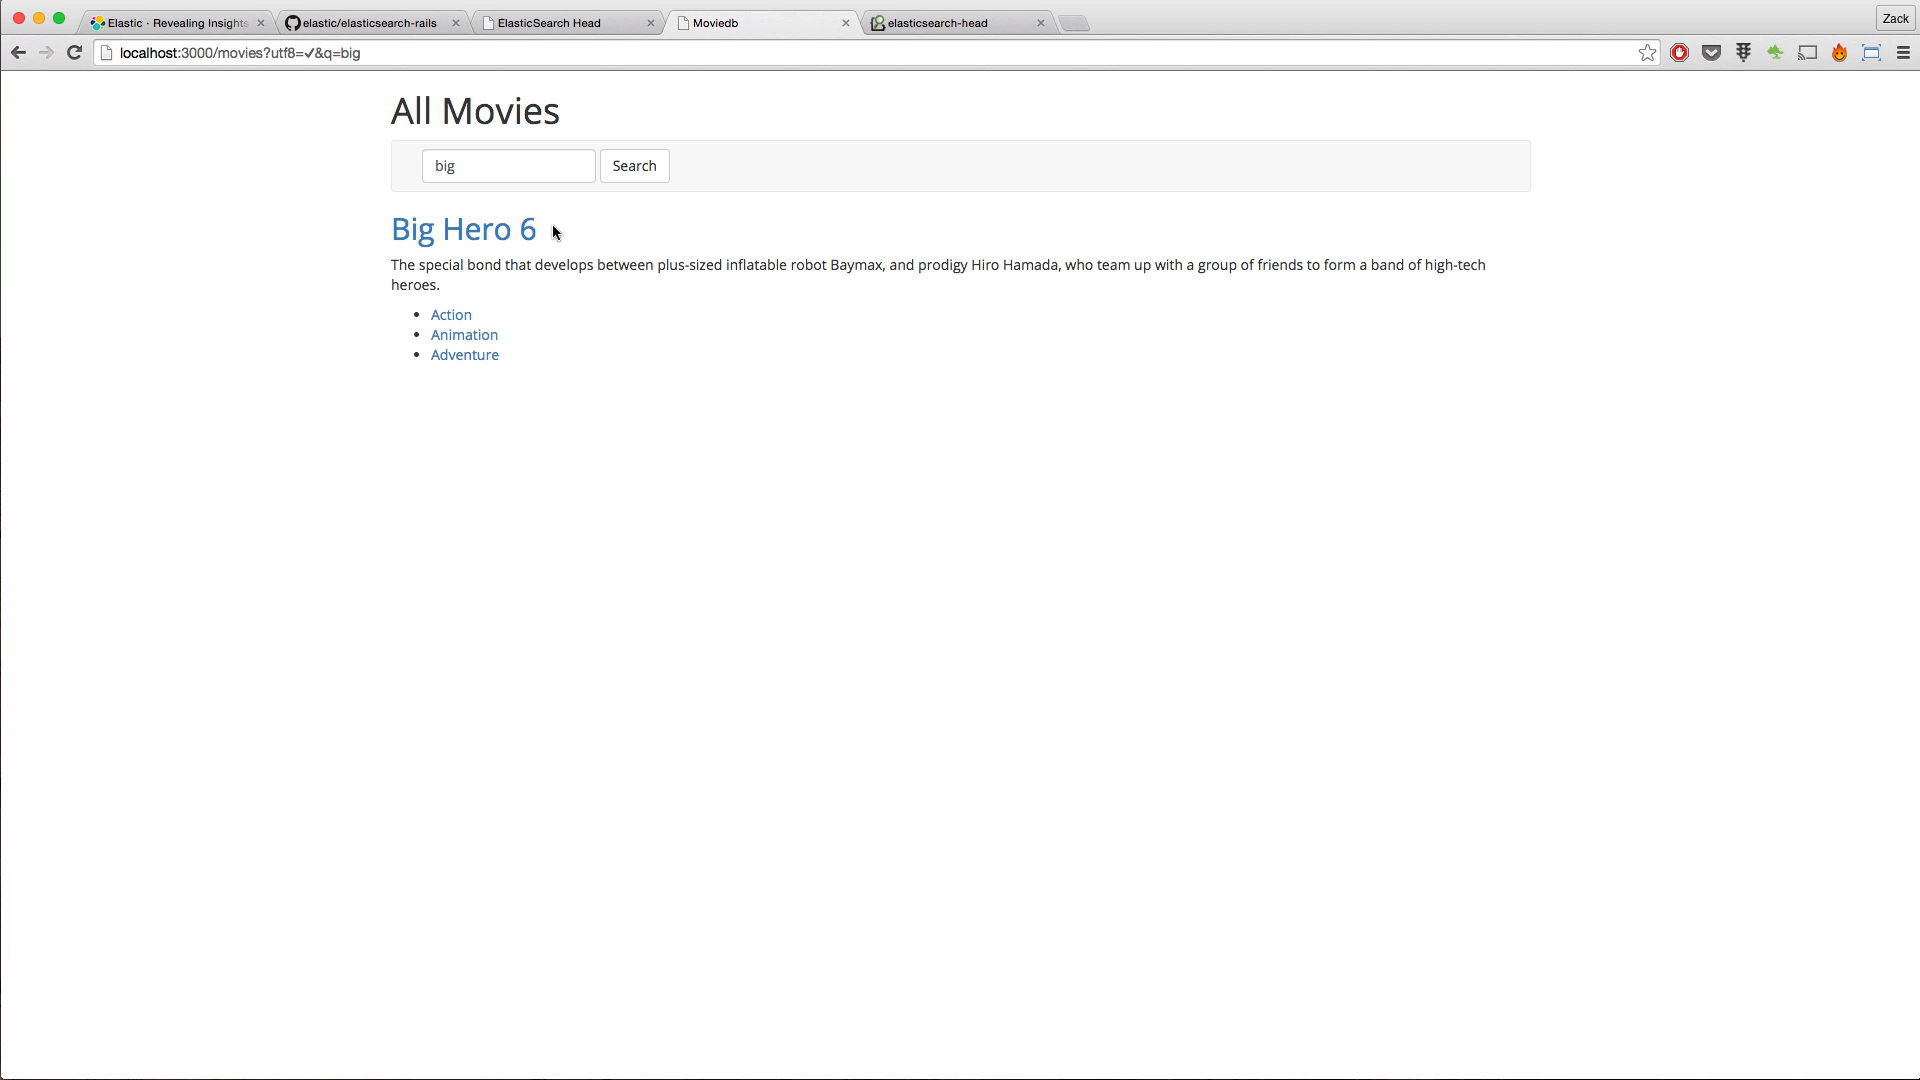 Elastic · Revealing Insights
elastic/elasticsearch-rails
ElasticSearch Head
Moviedb
elasticsearch-head
Zack
localhost:3000/movies?utf8=✓&q=big
All Movies
big
Search
Big Hero 6
The special bond that develops between plus-sized inflatable robot Baymax, and prodigy Hiro Hamada, who team up with a group of friends to form a band of high-tech
heroes.
Action
Animation
Adventure